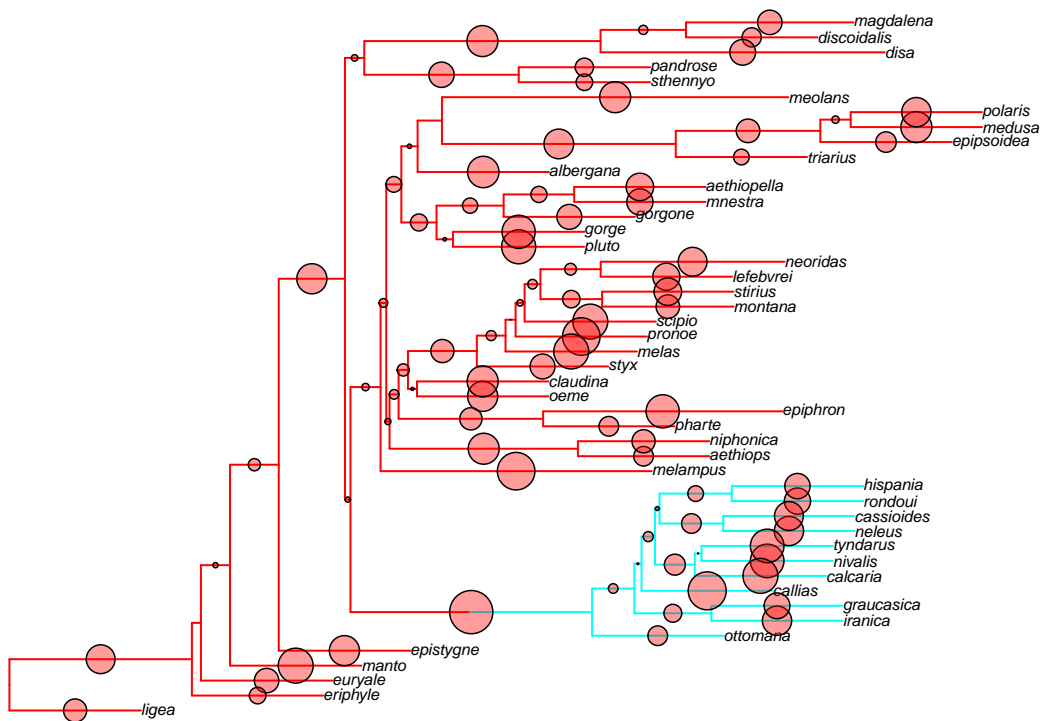 magdalena
discoidalis
disa
pandrose
sthennyo
meolans
polaris
medusa
epipsoidea
triarius
albergana
aethiopella
mnestra
gorgone
gorge
pluto
neoridas
lefebvrei
stirius
montana
scipio
pronoe
melas
styx
claudina
oeme
epiphron
pharte
niphonica
aethiops
melampus
hispania
rondoui
cassioides
neleus
tyndarus
nivalis
calcaria
callias
graucasica
iranica
ottomana
epistygne
manto
euryale
eriphyle
ligea